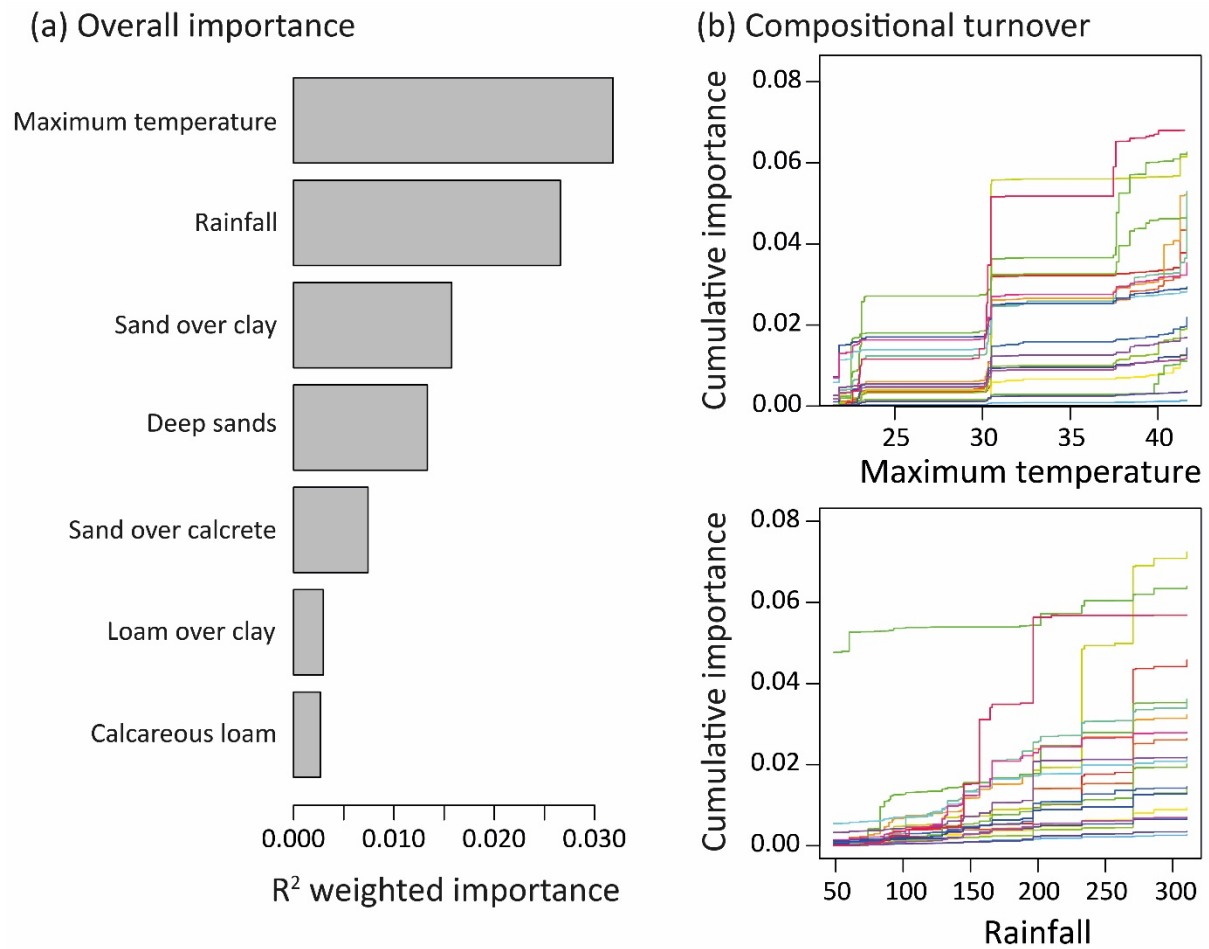 (a) Overall importance
Maximum temperature
Rainfall
Sand over clay
Deep sands
Sand over calcrete
Loam over clay
Calcareous loam
0.000 0.010 0.020 0.030
R² weighted importance
(b) Compositional turnover
Cumulative importance
0.08
0.06
0.04
0.02
0.00
25 30 35 40
Maximum temperature
Cumulative importance
0.08
0.06
0.04
0.02
0.00
50 100 150 200 250 300
Rainfall